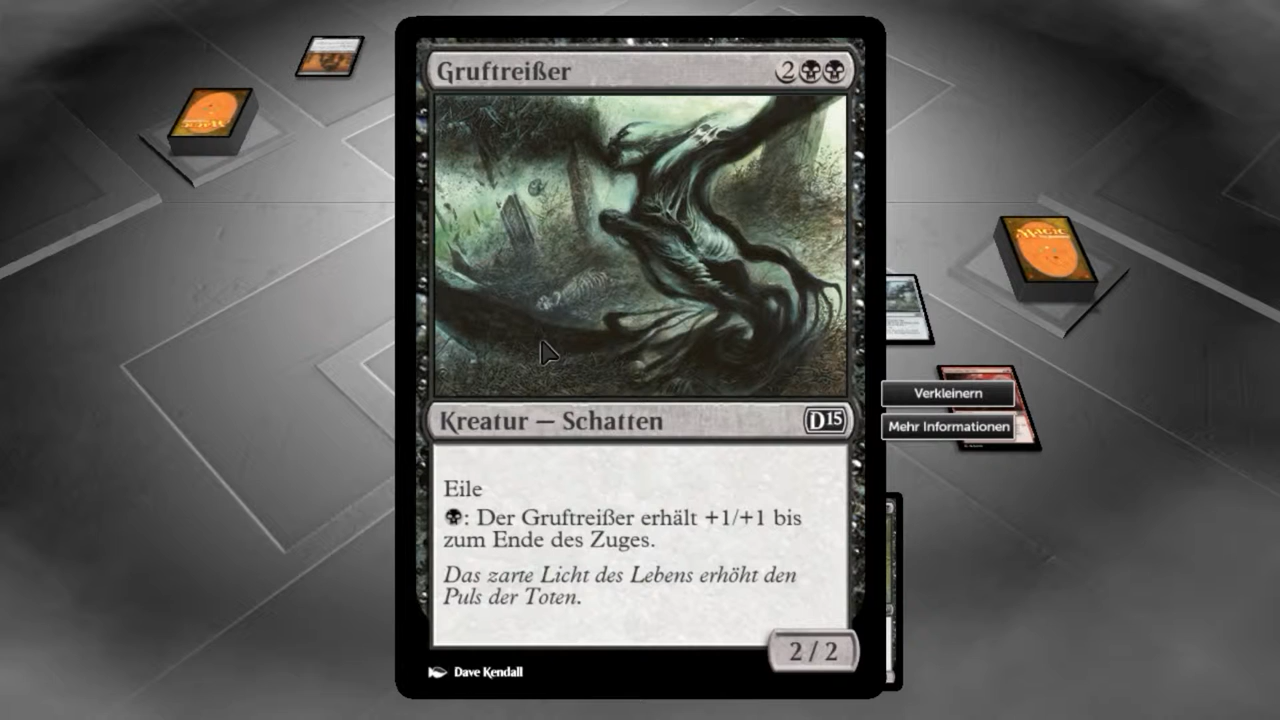 Gruftreißer
2
Kreatur — Schatten
D15
Eile
: Der Gruftreißer erhält +1/+1 bis
zum Ende des Zuges.
Das zarte Licht des Lebens erhöht den
Puls der Toten.
2 / 2
Dave Kendall
Verkleinern
Mehr Informationen
MAGIC